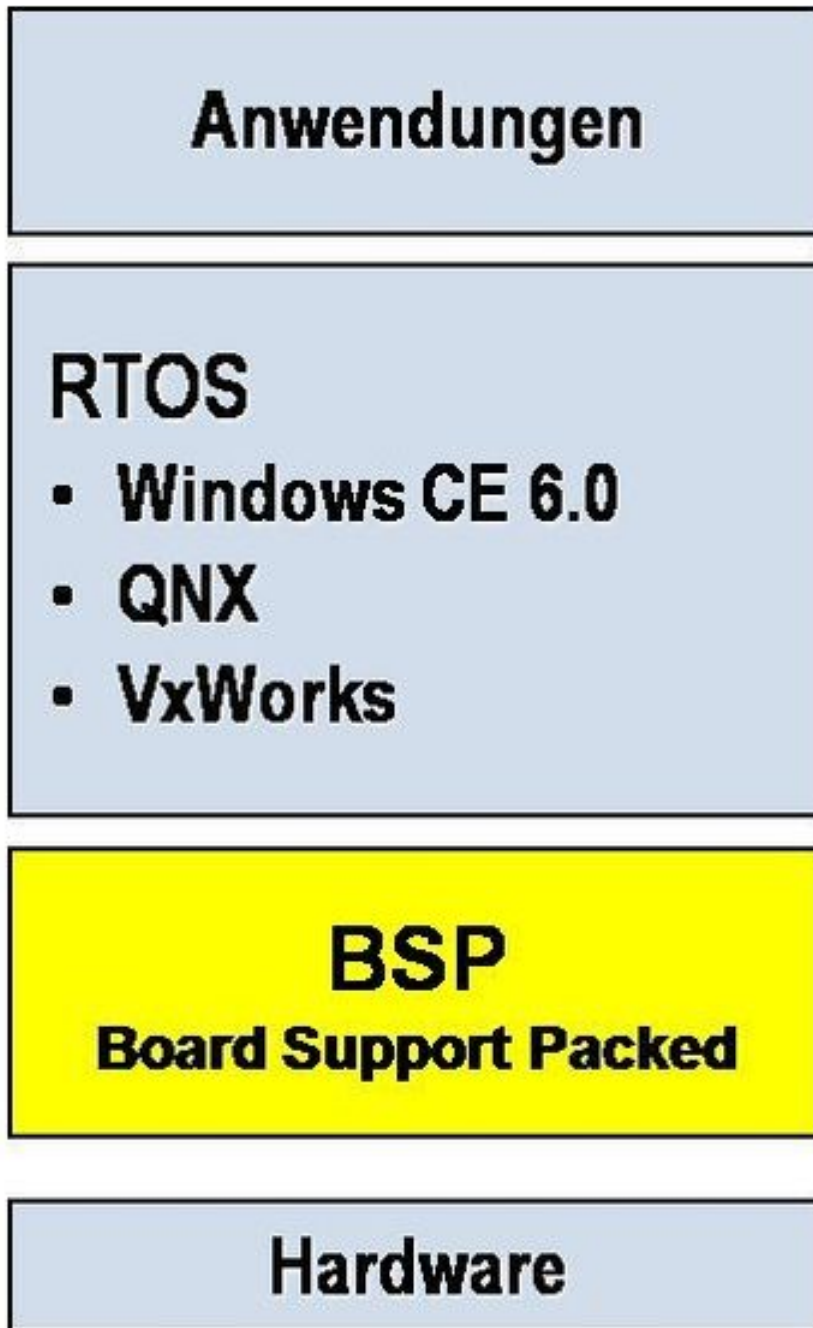 Anwendungen
RTOS
• Windows CE 6.0
• QNX
• VxWorks
BSP
Board Support Packed
Hardware